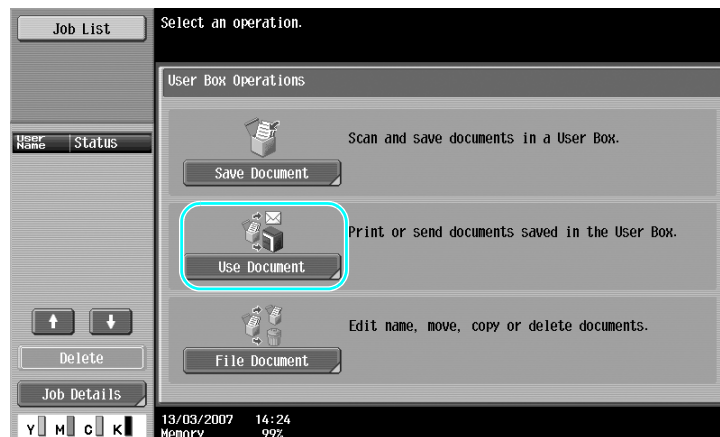 Job List
Select an operation.
User Box Operations
User Name Status
Scan and save documents in a User Box.
Save Document
Print or send documents saved in the User Box.
Use Document
Edit name, move, copy or delete documents.
File Document
Delete
Job Details
Y M C K
13/03/2007 14:24
Memory 99%